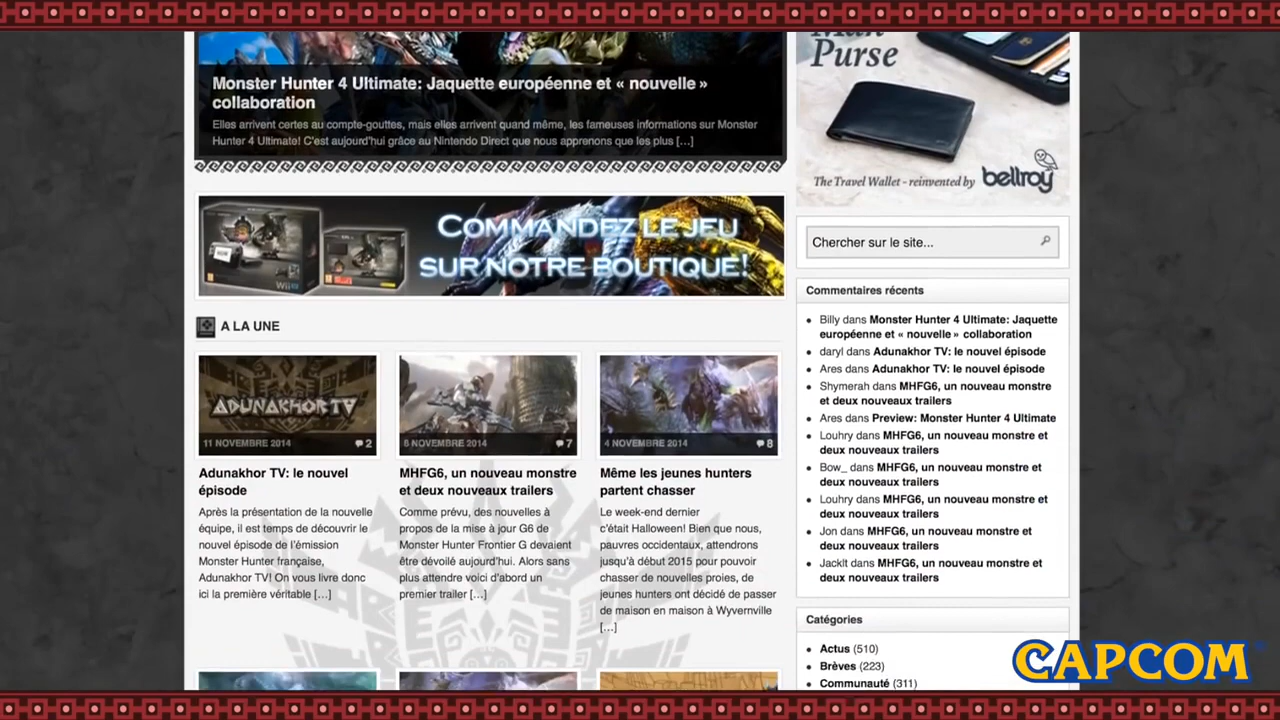 Monster Hunter 4 Ultimate: Jaquette européenne et « nouvelle »
collaboration
Elles arrivent certes au compte-gouttes, mais elles arrivent quand même, les fameuses informations sur Monster
Hunter 4 Ultimate! C'est aujourd'hui grâce au Nintendo Direct que nous apprenons que les plus [...]
COMMANDEZ LE JEU
SUR NOTRE BOUTIQUE!
Wii U
A LA UNE
ADUNAKHOR TV
11 NOVEMBRE 2014
2
Adunakhor TV: le nouvel
épisode
Après la présentation de la nouvelle
équipe, il est temps de découvrir le
nouvel épisode de l'émission
Monster Hunter française,
Adunakhor TV! On vous livre donc
ici la première véritable [...]
6 NOVEMBRE 2014
7
MHFG6, un nouveau monstre
et deux nouveaux trailers
Comme prévu, des nouvelles à
propos de la mise à jour G6 de
Monster Hunter Frontier G devaient
être dévoilé aujourd'hui. Alors sans
plus attendre voici d'abord un
premier trailer [...]
4 NOVEMBRE 2014
8
Même les jeunes hunters
partent chasser
Le week-end dernier
c'était Halloween! Bien que nous,
pauvres occidentaux, attendrons
jusqu'à début 2015 pour pouvoir
chasser de nouvelles proies, de
jeunes hunters ont décidé de passer
de maison en maison à Wyvernville
[...]
Man
Purse
The Travel Wallet - reinvented by bellroy
Chercher sur le site...
Commentaires récents
Billy dans Monster Hunter 4 Ultimate: Jaquette
européenne et « nouvelle » collaboration
daryl dans Adunakhor TV: le nouvel épisode
Ares dans Adunakhor TV: le nouvel épisode
Shymerah dans MHFG6, un nouveau monstre
et deux nouveaux trailers
Ares dans Preview: Monster Hunter 4 Ultimate
Louhry dans MHFG6, un nouveau monstre et
deux nouveaux trailers
Bow_ dans MHFG6, un nouveau monstre et
deux nouveaux trailers
Louhry dans MHFG6, un nouveau monstre et
deux nouveaux trailers
Jon dans MHFG6, un nouveau monstre et
deux nouveaux trailers
JackIt dans MHFG6, un nouveau monstre et
deux nouveaux trailers
Catégories
Actus (510)
Brèves (223)
Communauté (311)
CAPCOM